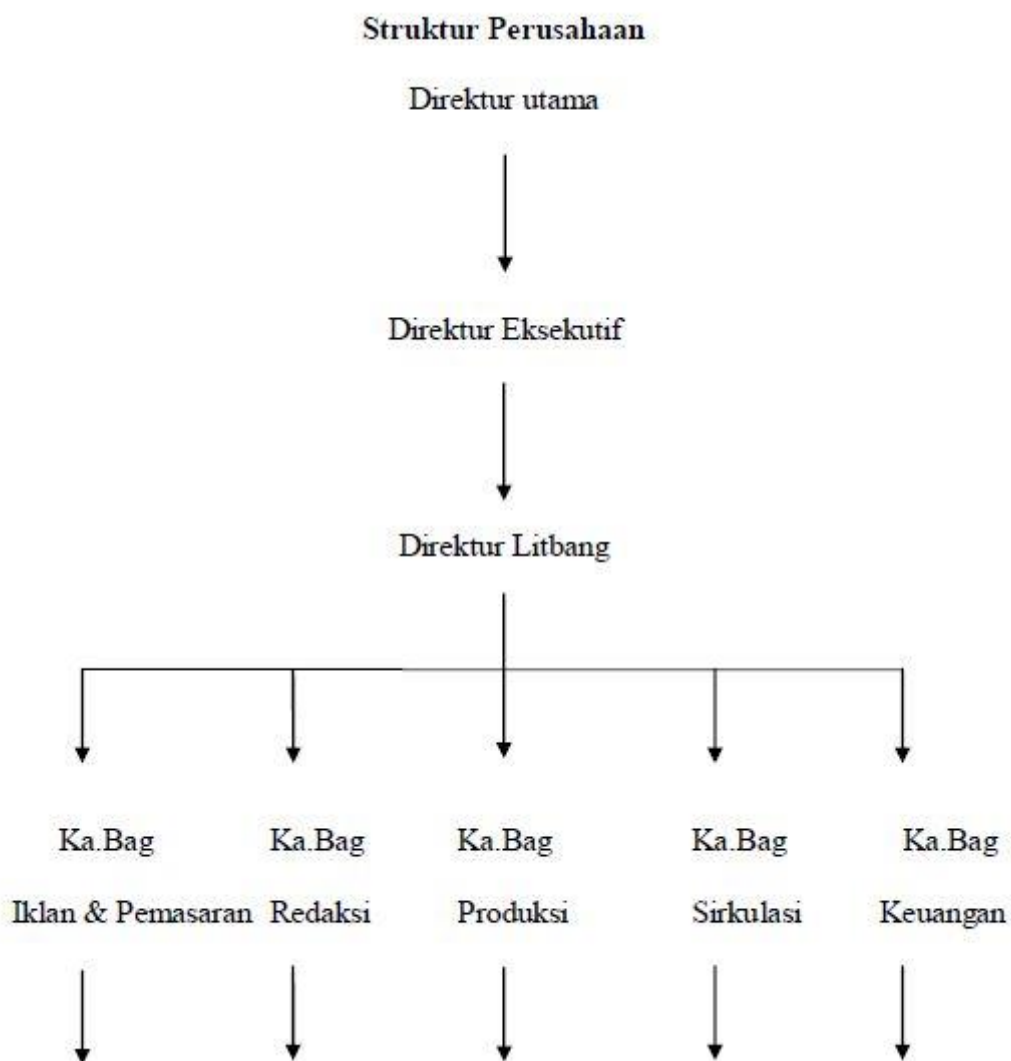 Struktur Perusahaan
Direktur utama
Direktur Eksekutif
Direktur Litbang
Ka.Bag Ka.Bag Ka.Bag Ka.Bag Ka.Bag
Iklan & Pemasaran Redaksi Produksi Sirkulasi Keuangan